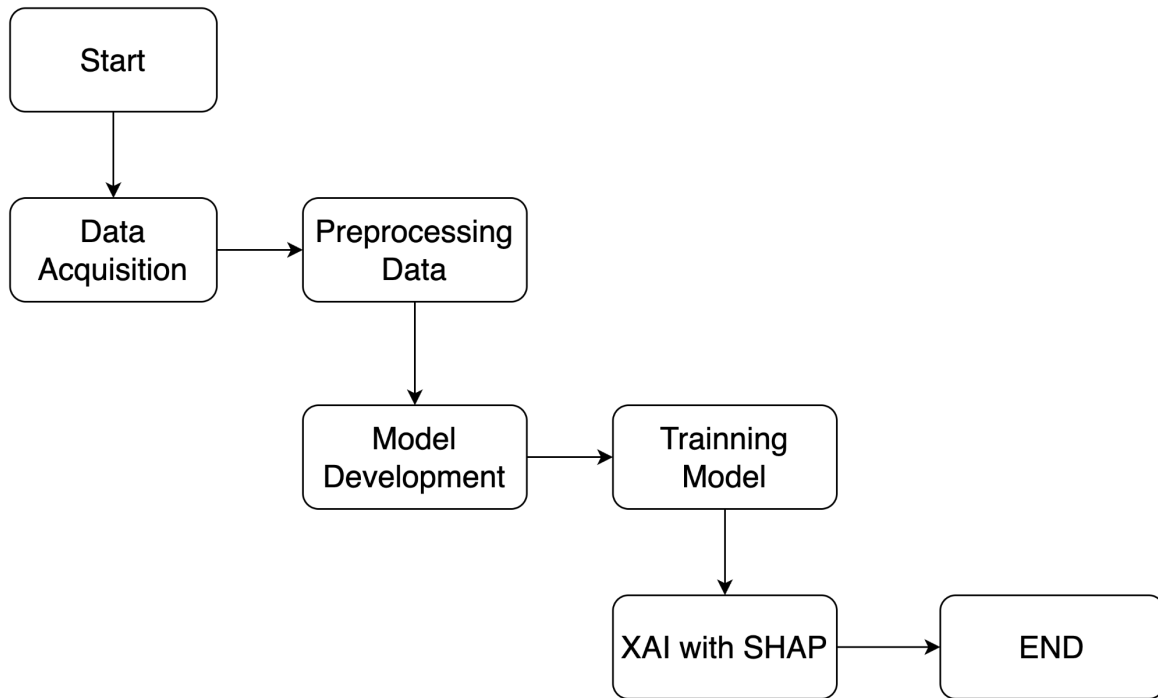 Start
Data
Acquisition
Preprocessing
Data
Model
Development
Trainning
Model
XAI with SHAP
END